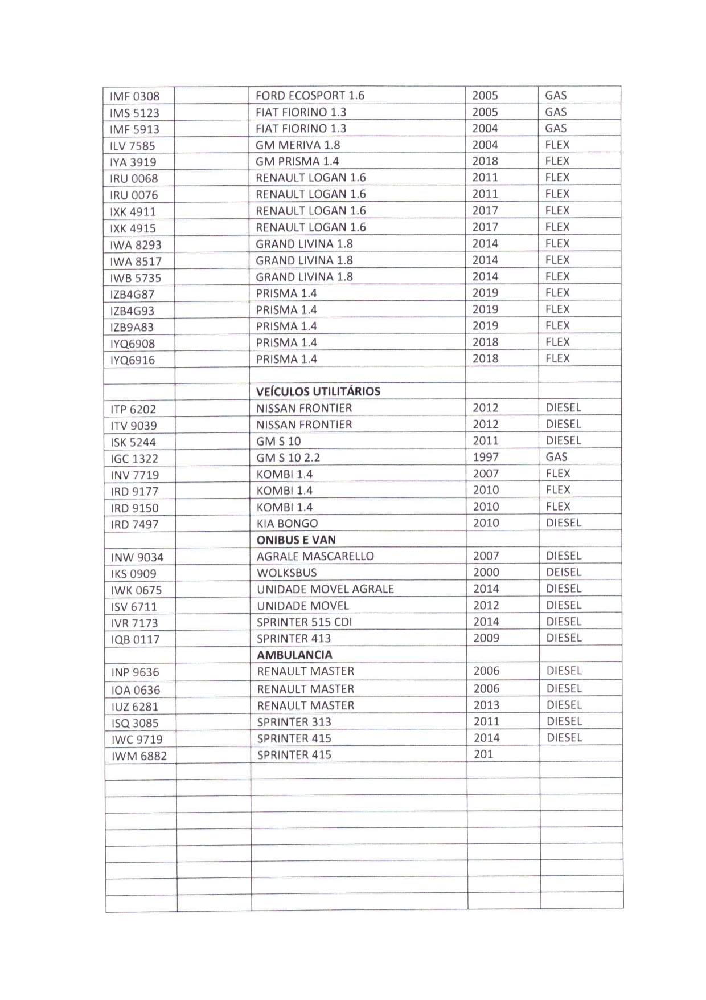 IMF 0308 FORD ECOSPORT 1.6 2005 GAS
IMS 5123 FIAT FIORINO 1.3 2005 GAS
IMF 5913 FIAT FIORINO 1.3 2004 GAS
ILV 7585 GM MERIVA 1.8 2004 FLEX
IYA 3919 GM PRISMA 1.4 2018 FLEX
IRU 0068 RENAULT LOGAN 1.6 2011 FLEX
IRU 0076 RENAULT LOGAN 1.6 2011 FLEX
IXK 4911 RENAULT LOGAN 1.6 2017 FLEX
IXK 4915 RENAULT LOGAN 1.6 2017 FLEX
IWA 8293 GRAND LIVINA 1.8 2014 FLEX
IWA 8517 GRAND LIVINA 1.8 2014 FLEX
IWB 5735 GRAND LIVINA 1.8 2014 FLEX
IZB4G87 PRISMA 1.4 2019 FLEX
IZB4G93 PRISMA 1.4 2019 FLEX
IZB9A83 PRISMA 1.4 2019 FLEX
IYQ6908 PRISMA 1.4 2018 FLEX
IYQ6916 PRISMA 1.4 2018 FLEX
VEÍCULOS UTILITÁRIOS
ITP 6202 NISSAN FRONTIER 2012 DIESEL
ITV 9039 NISSAN FRONTIER 2012 DIESEL
ISK 5244 GM S 10 2011 DIESEL
IGC 1322 GM S 10 2.2 1997 GAS
INV 7719 KOMBI 1.4 2007 FLEX
IRD 9177 KOMBI 1.4 2010 FLEX
IRD 9150 KOMBI 1.4 2010 FLEX
IRD 7497 KIA BONGO 2010 DIESEL
ONIBUS E VAN
INW 9034 AGRALE MASCARELLO 2007 DIESEL
IKS 0909 WOLKSBUS 2000 DEISEL
IWK 0675 UNIDADE MOVEL AGRALE 2014 DIESEL
ISV 6711 UNIDADE MOVEL 2012 DIESEL
IVR 7173 SPRINTER 515 CDI 2014 DIESEL
IQB 0117 SPRINTER 413 2009 DIESEL
AMBULANCIA
INP 9636 RENAULT MASTER 2006 DIESEL
IOA 0636 RENAULT MASTER 2006 DIESEL
IUZ 6281 RENAULT MASTER 2013 DIESEL
ISQ 3085 SPRINTER 313 2011 DIESEL
IWC 9719 SPRINTER 415 2014 DIESEL
IWM 6882 SPRINTER 415 201